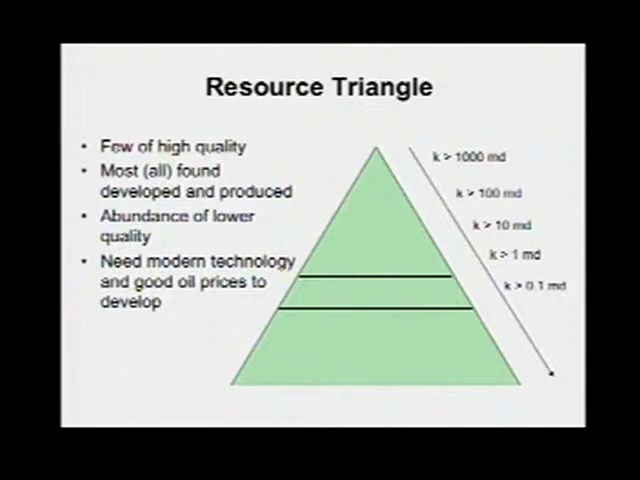 Resource Triangle
• Few of high quality
• Most (all) found
developed and produced
• Abundance of lower
quality
• Need modern technology
and good oil prices to
develop
k > 1000 md
k > 100 md
k > 10 md
k > 1 md
k > 0.1 md